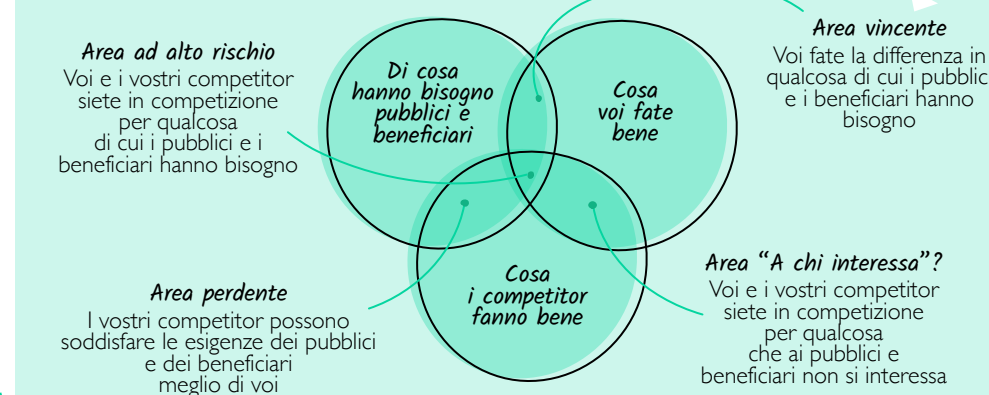 Area ad alto rischio
Voi e i vostri competitor
siete in competizione
per qualcosa
di cui i pubblici e i
beneficiari hanno bisogno
Di cosa
hanno bisogno
pubblici e
beneficiari
Cosa
voi fate
bene
Area vincente
Voi fate la differenza in
qualcosa di cui i pubblic
e i beneficiari hanno
bisogno
Area perdente
I vostri competitor possono
soddisfare le esigenze dei pubblici
e dei beneficiari
meglio di voi
Cosa
i competitor
fanno bene
Area “A chi interessa”?
Voi e i vostri competitor
siete in competizione
per qualcosa
che ai pubblici e
beneficiari non si interessa